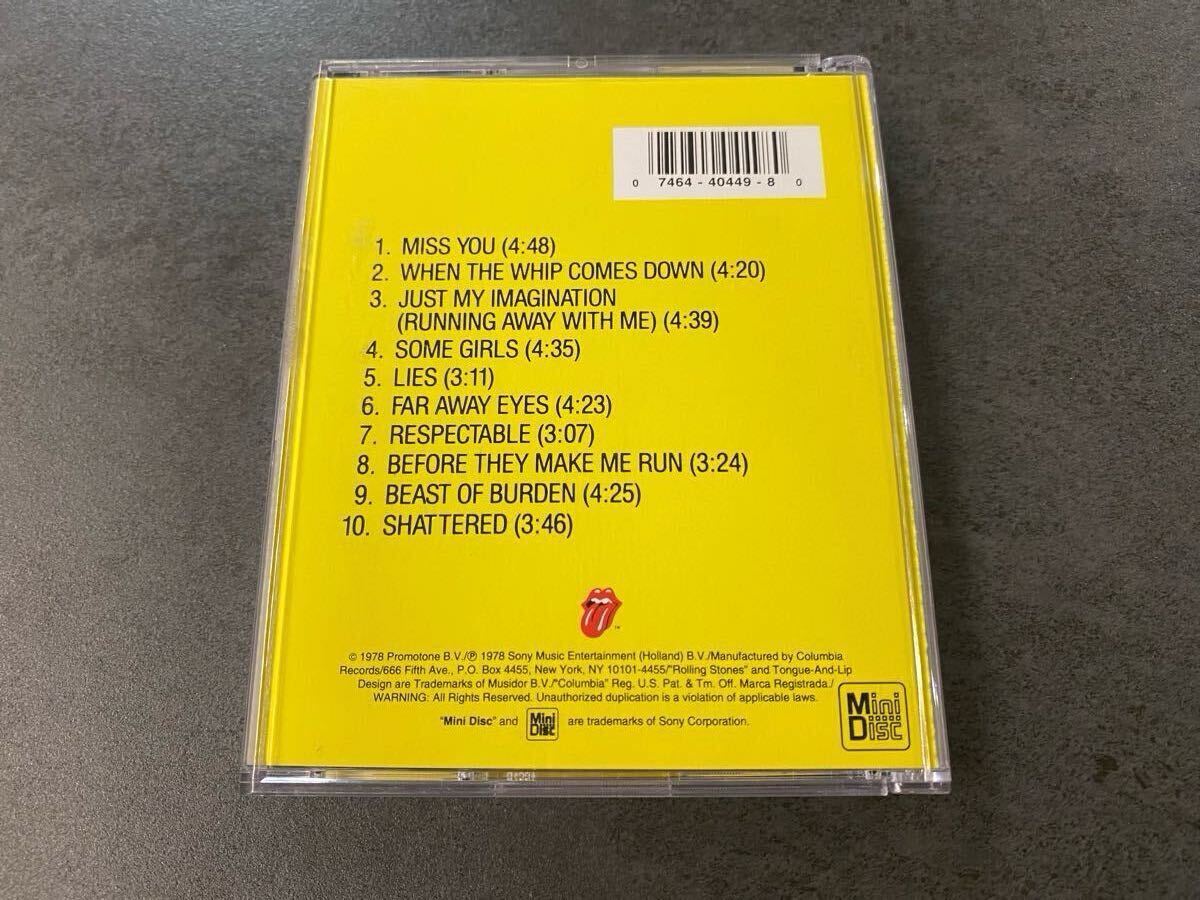 0 7464 - 40449 - 8 0
1. MISS YOU (4:48)
2. WHEN THE WHIP COMES DOWN (4:20)
3. JUST MY IMAGINATION
(RUNNING AWAY WITH ME) (4:39)
4. SOME GIRLS (4:35)
5. LIES (3:11)
6. FAR AWAY EYES (4:23)
7. RESPECTABLE (3:07)
8. BEFORE THEY MAKE ME RUN (3:24)
9. BEAST OF BURDEN (4:25)
10. SHATTERED (3:46)
TM
© 1978 Promotone B.V./℗ 1978 Sony Music Entertainment (Holland) B.V./Manufactured by Columbia
Records/666 Fifth Ave., P.O. Box 4455, New York, NY 10101-4455/"Rolling Stones" and Tongue-And-Lip
Design are Trademarks of Musidor B.V./"Columbia" Reg. U.S. Pat. & Tm. Off. Marca Registrada./
WARNING: All Rights Reserved. Unauthorized duplication is a violation of applicable laws.
"Mini Disc" and Mini Disc are trademarks of Sony Corporation.
Mini
Disc